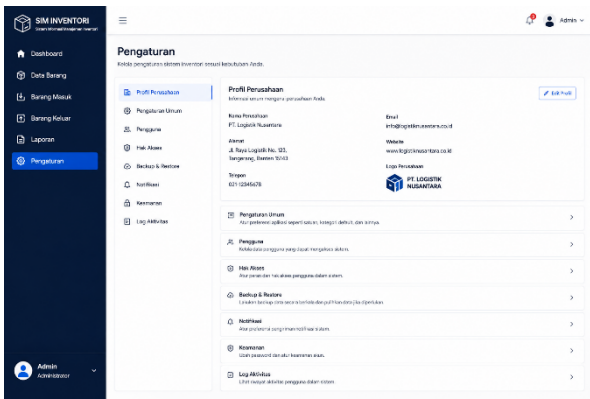 SIM INVENTORI
Sistem Informasi Manajemen Inventori
Dashboard
Data Barang
Barang Masuk
Barang Keluar
Laporan
Pengaturan
Admin
Administrator
Admin
Pengaturan
Kelola pengaturan sistem inventori sesuai kebutuhan Anda.
Profil Perusahaan
Pengaturan Umum
Pengguna
Hak Akses
Backup & Restore
Notifikasi
Keamanan
Log Aktivitas
Profil Perusahaan
Informasi umum mengenai perusahaan Anda.
Edit Profil
Nama Perusahaan
PT. Logistik Nusantara
Alamat
Jl. Raya Logistik No. 123,
Tangerang, Banten 15143
Telepon
021-12345678
Email
info@logistiknusantara.co.id
Website
www.logistiknusantara.co.id
Logo Perusahaan
PT. LOGISTIK
NUSANTARA
Pengaturan Umum
Atur preferensi aplikasi seperti satuan, kategori default, dan lainnya.
Pengguna
Kelola data pengguna yang dapat mengakses sistem.
Hak Akses
Atur peran dan hak akses pengguna dalam sistem.
Backup & Restore
Lakukan backup data secara berkala dan pulihkan data jika diperlukan.
Notifikasi
Atur preferensi pengiriman notifikasi sistem.
Keamanan
Ubah password dan atur keamanan akun.
Log Aktivitas
Lihat riwayat aktivitas pengguna dalam sistem.